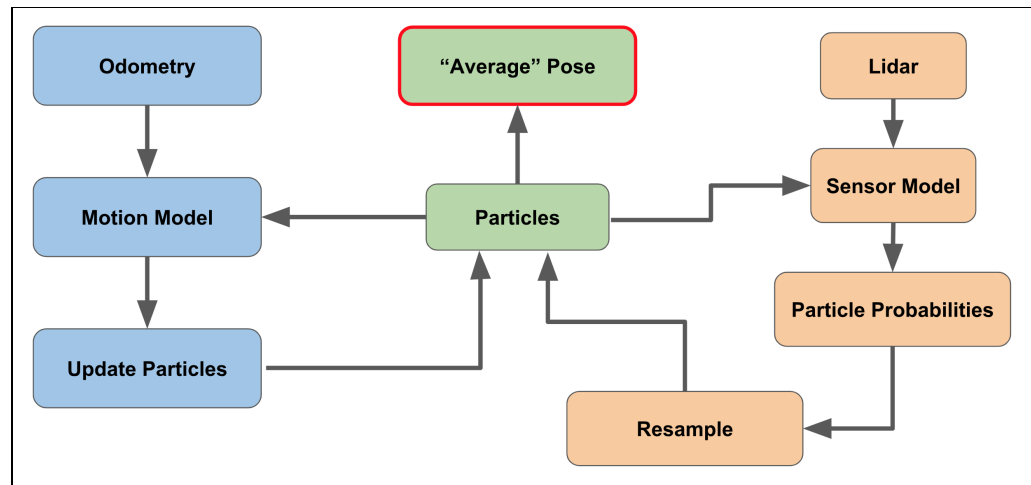 Odometry
“Average” Pose
Lidar
Motion Model
Particles
Sensor Model
Particle Probabilities
Update Particles
Resample